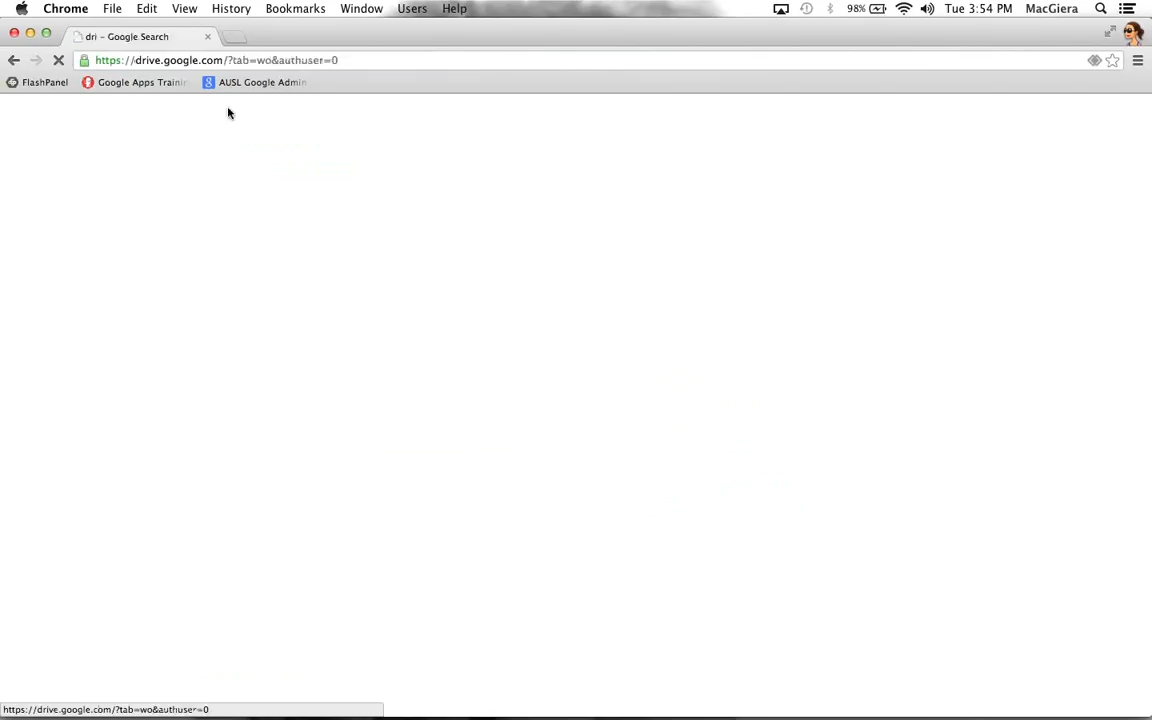 Chrome File Edit View History Bookmarks Window Users Help 98% Tue 3:54 PM MacGiera
dri – Google Search
https://drive.google.com/?tab=wo&authuser=0
FlashPanel Google Apps Trainin AUSL Google Admin
https://drive.google.com/?tab=wo&authuser=0